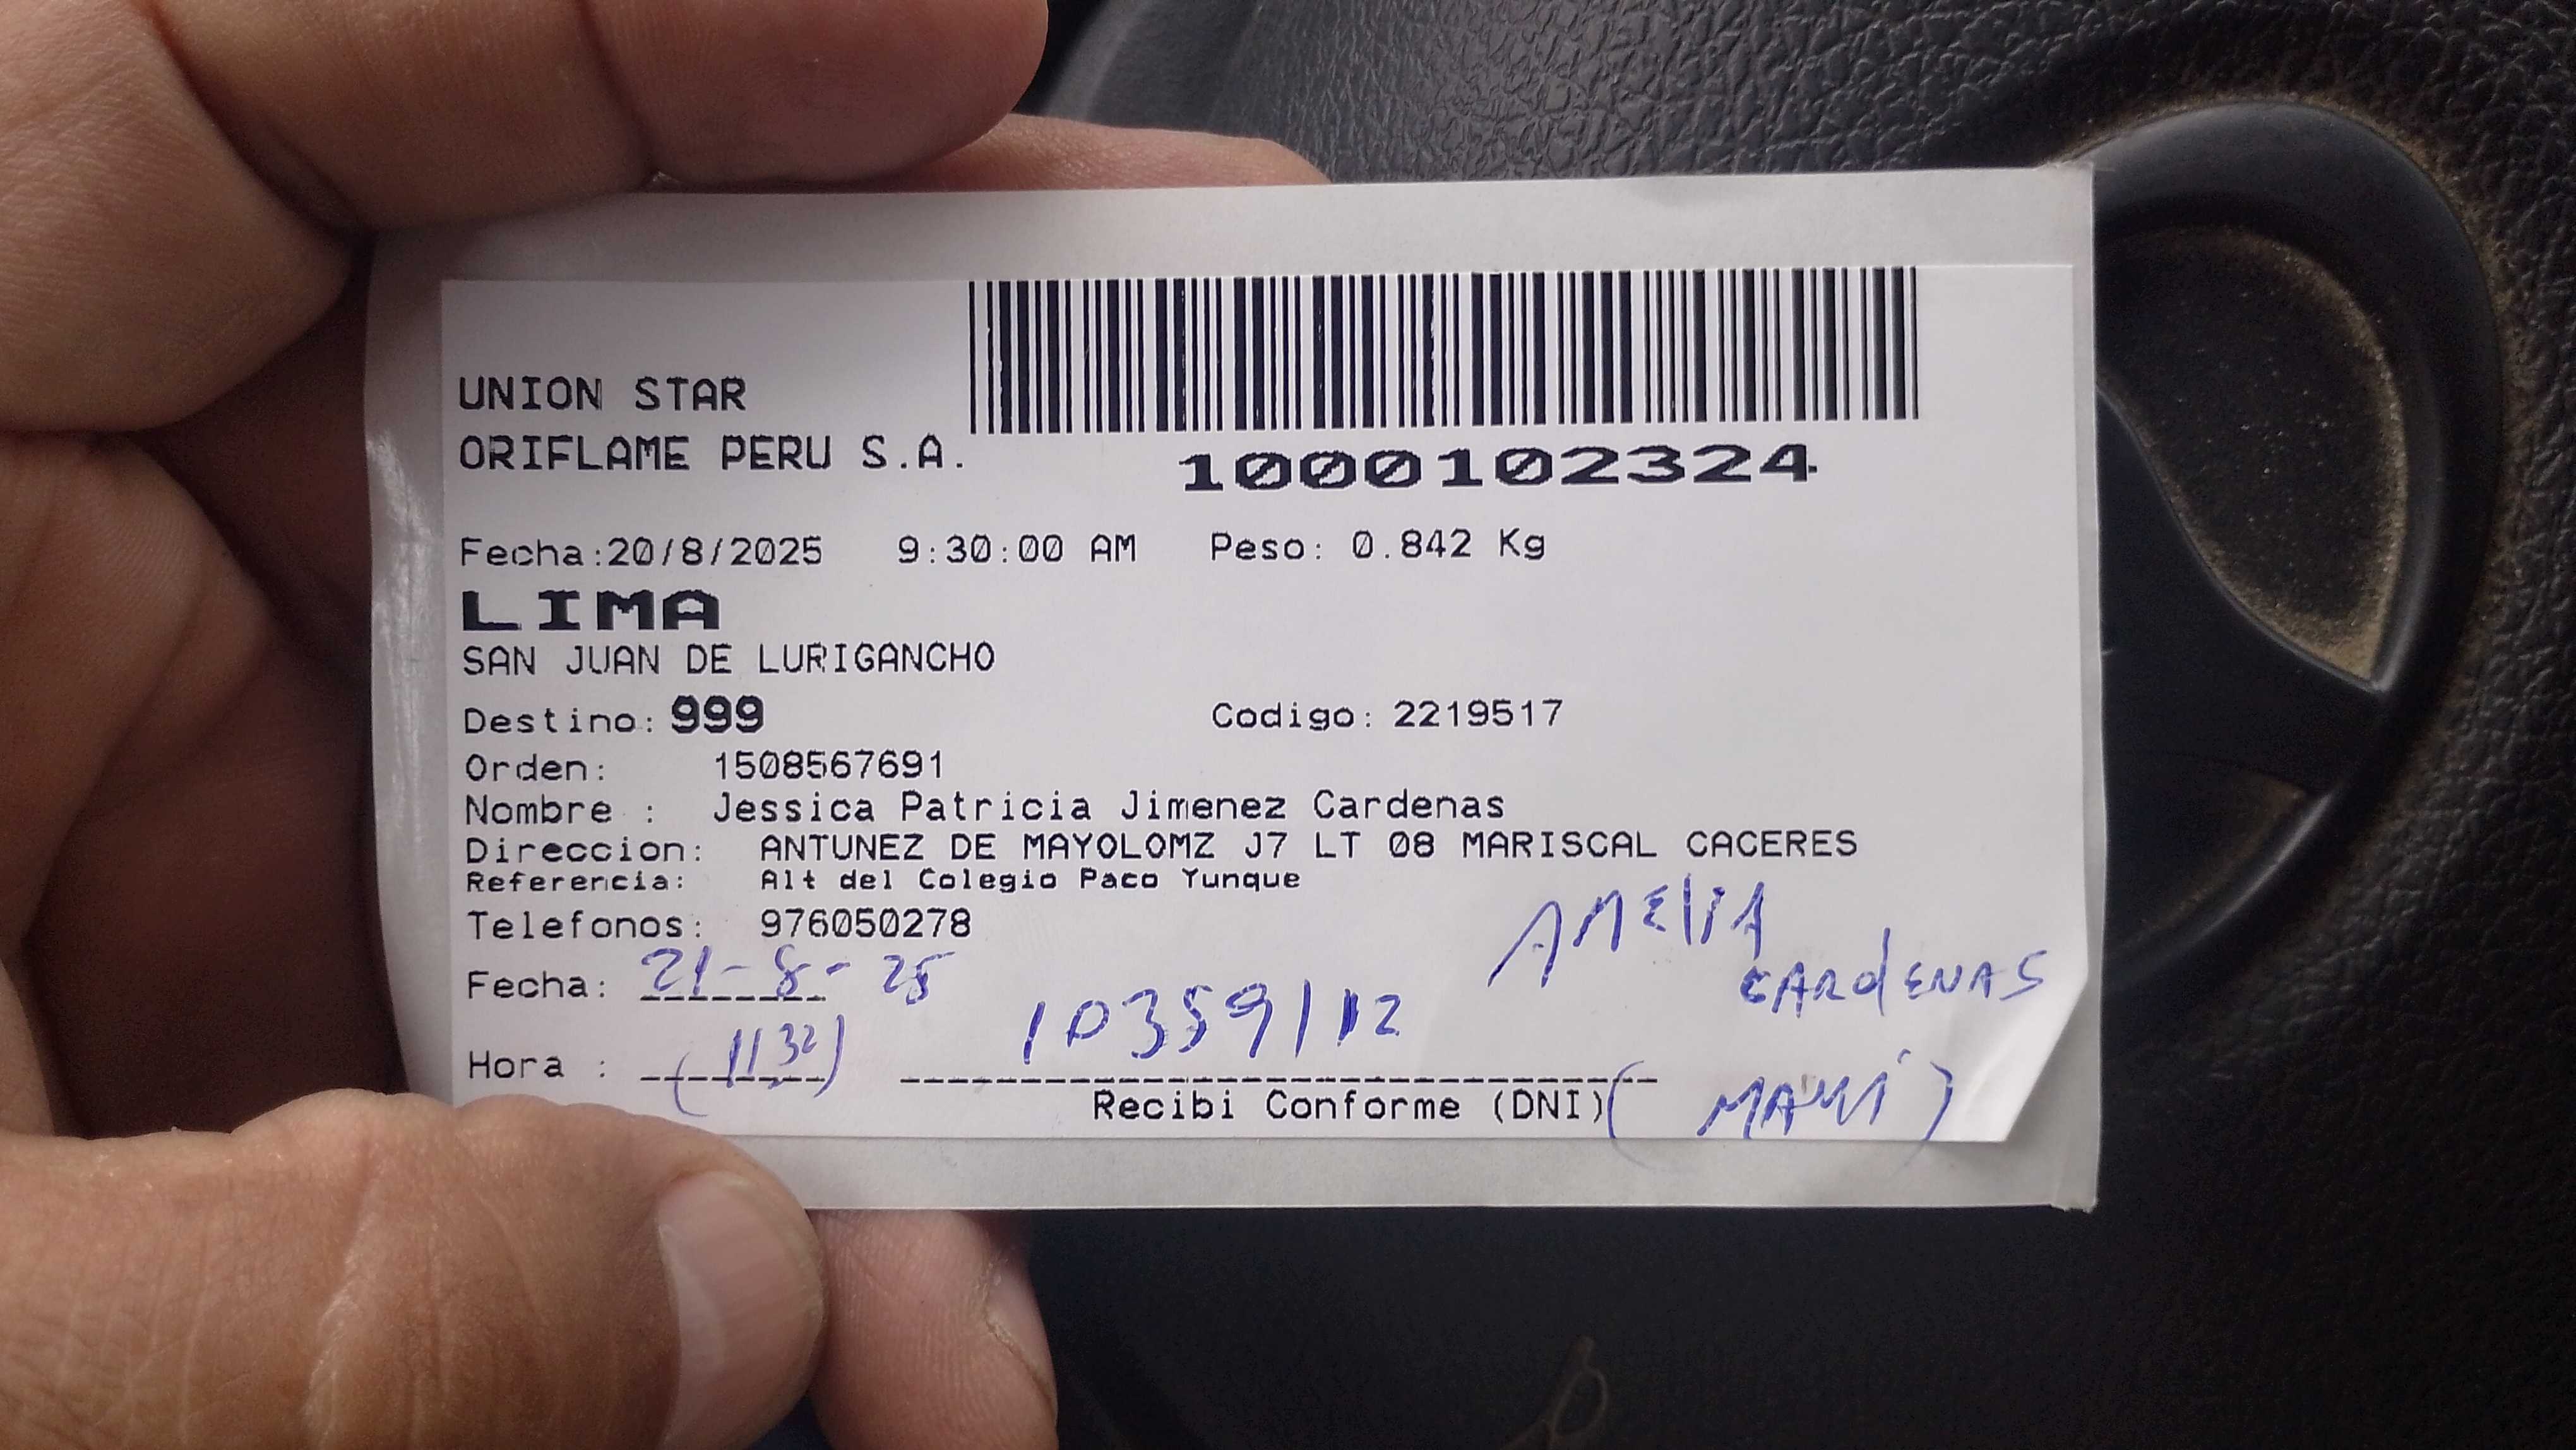 UNION STAR
ORIFLAME PERU S.A.
1000102324
Fecha:20/8/2025 9:30:00 AM Peso: 0.842 Kg
LIMA
SAN JUAN DE LURIGANCHO
Destino: 999 Codigo: 2219517
Orden: 1508567691
Nombre : Jessica Patricia Jimenez Cardenas
Direccion: ANTUNEZ DE MAYOLOMZ J7 LT 08 MARISCAL CACERES
Referencia: Alt del Colegio Paco Yunque
Telefonos: 976050278
AMELIA
CARdENAS
Fecha: 21-8-25
Hora : (1132)
10359112
Recibi Conforme (DNI)
(MAMÁ)